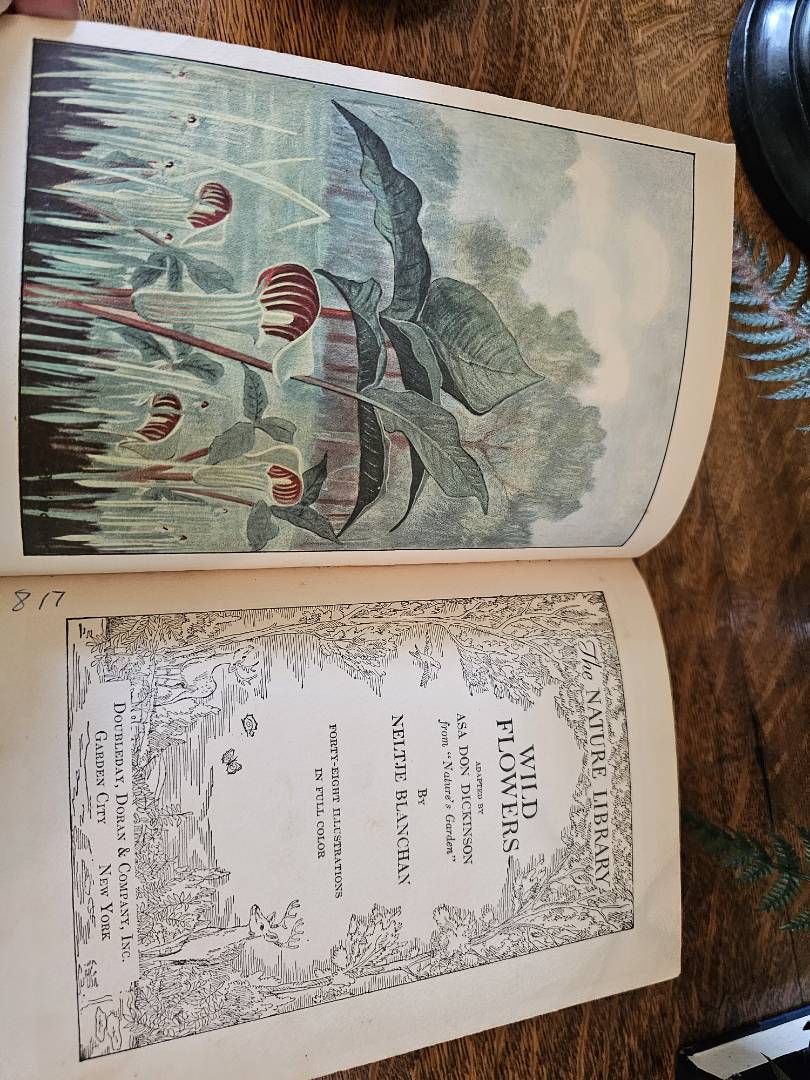 The NATURE LIBRARY
WILD
FLOWERS
ADAPTED BY
ASA DON DICKINSON
from "Nature's Garden"
By
NELTJE BLANCHAN
FORTY-EIGHT ILLUSTRATIONS
IN FULL COLOR
DOUBLEDAY, DORAN & COMPANY, INC.
GARDEN CITY NEW YORK
817